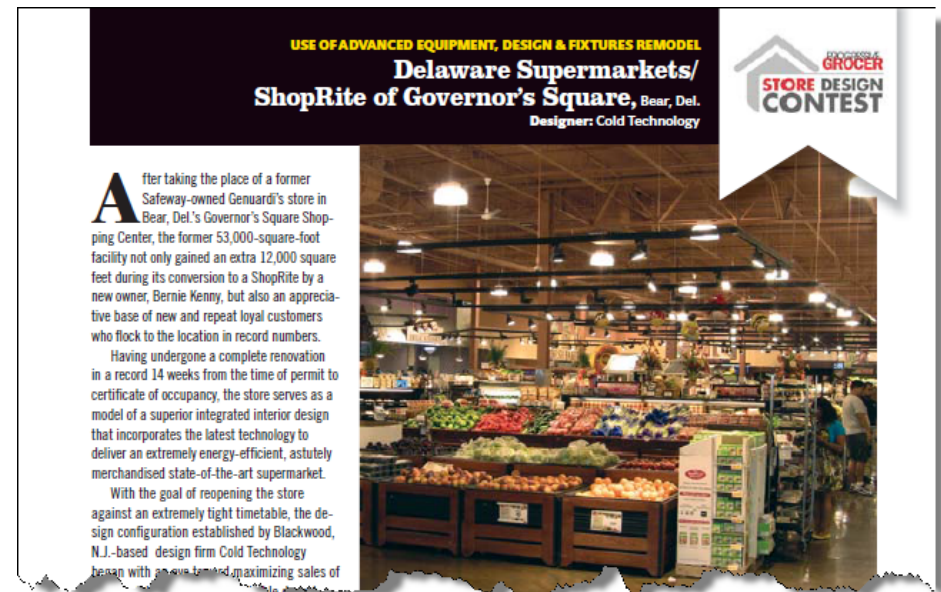 USE OF ADVANCED EQUIPMENT, DESIGN & FIXTURES REMODEL
Delaware Supermarkets/
ShopRite of Governor's Square, Bear, Del.
Designer: Cold Technology
PROGRESSIVE
GROCER
STORE DESIGN
CONTEST
After taking the place of a former
Safeway-owned Genuardi's store in
Bear, Del.'s Governor's Square Shop-
ping Center, the former 53,000-square-foot
facility not only gained an extra 12,000 square
feet during its conversion to a ShopRite by a
new owner, Bernie Kenny, but also an apprecia-
tive base of new and repeat loyal customers
who flock to the location in record numbers.
Having undergone a complete renovation
in a record 14 weeks from the time of permit to
certificate of occupancy, the store serves as a
model of a superior integrated interior design
that incorporates the latest technology to
deliver an extremely energy-efficient, astutely
merchandised state-of-the-art supermarket.
With the goal of reopening the store
against an extremely tight timetable, the de-
sign configuration established by Blackwood,
N.J.-based design firm Cold Technology
began with an eye toward maximizing sales of